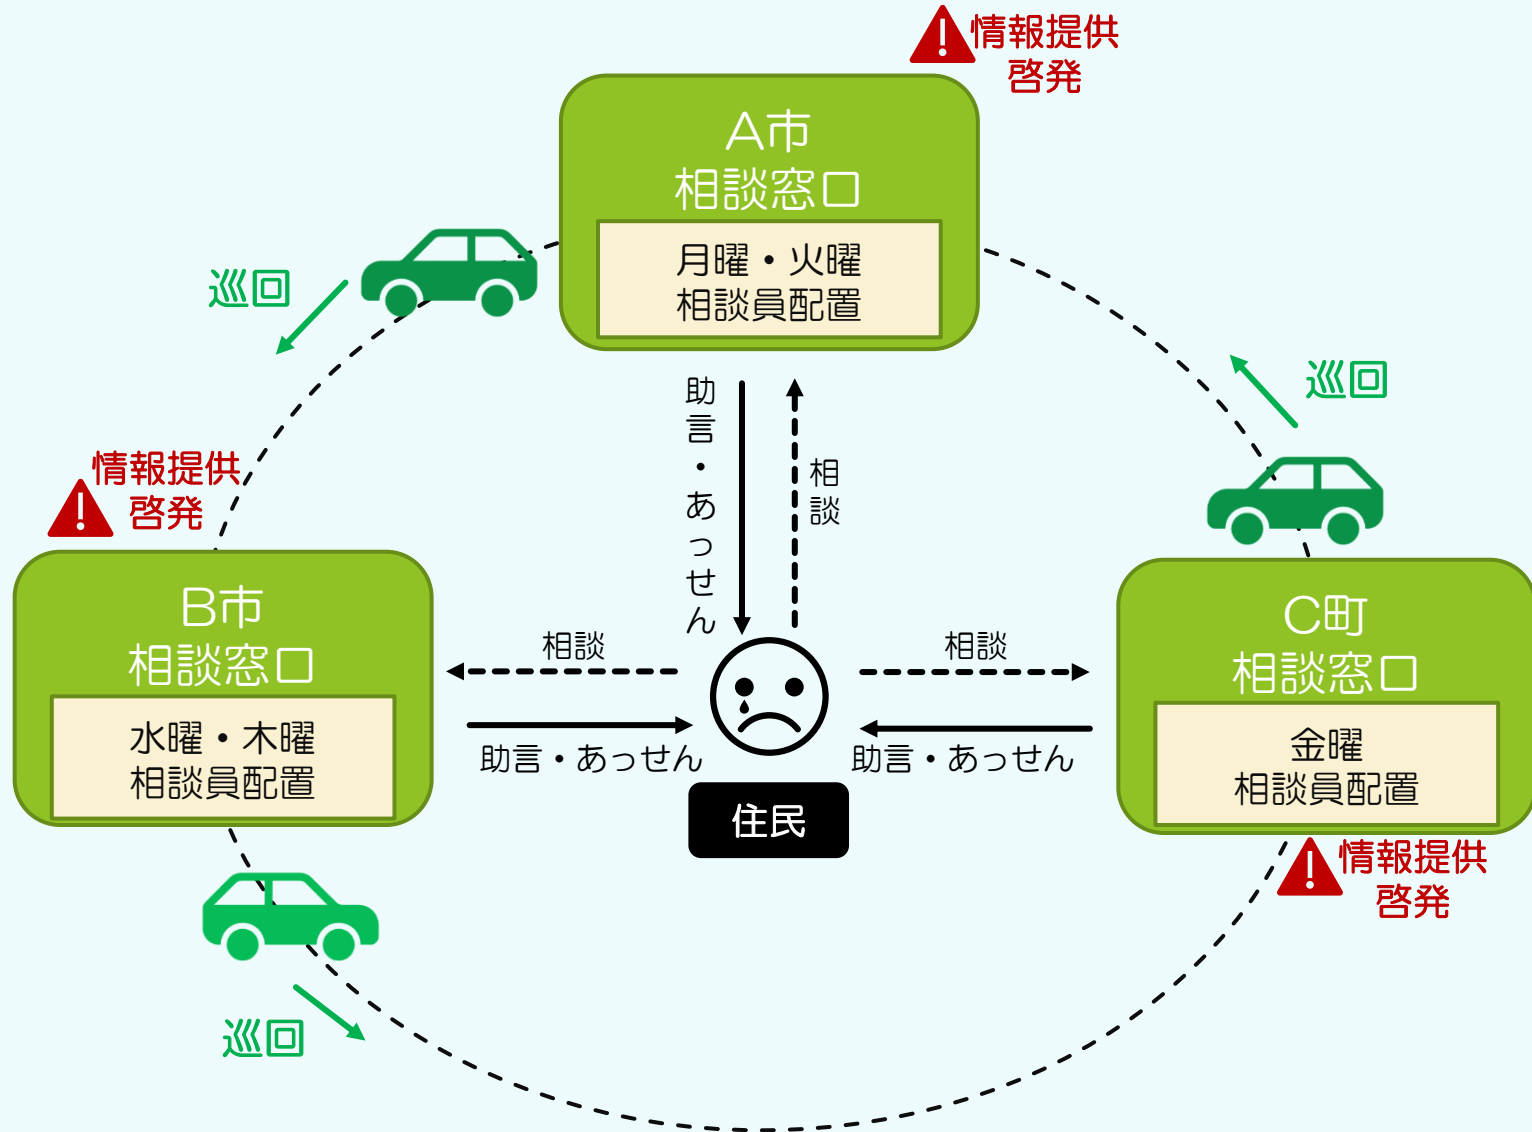 情報提供
啓発
A市
相談窓口
月曜・火曜
相談員配置
巡回
巡回
助言・あっせん
相談
情報提供
啓発
B市
相談窓口
水曜・木曜
相談員配置
相談
助言・あっせん
相談
助言・あっせん
住民
C町
相談窓口
金曜
相談員配置
情報提供
啓発
巡回